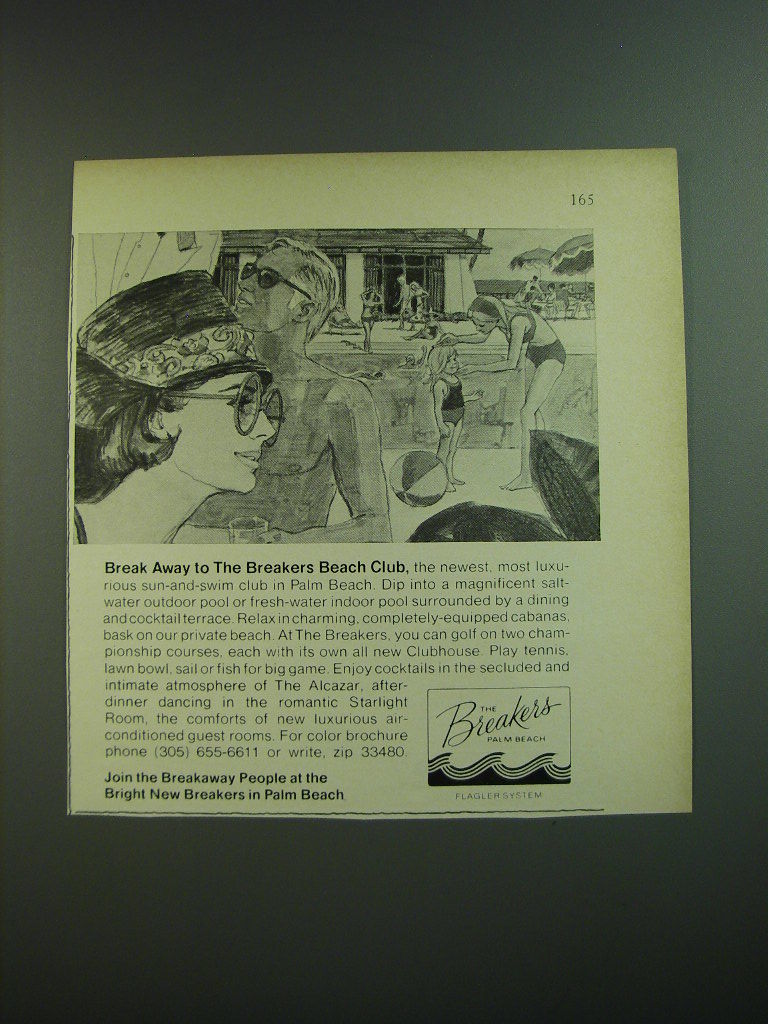 165
Break Away to The Breakers Beach Club, the newest, most luxu-
rious sun-and-swim club in Palm Beach. Dip into a magnificent salt-
water outdoor pool or fresh-water indoor pool surrounded by a dining
and cocktail terrace. Relax in charming, completely-equipped cabanas,
bask on our private beach. At The Breakers, you can golf on two cham-
pionship courses, each with its own all new Clubhouse. Play tennis,
lawn bowl, sail or fish for big game. Enjoy cocktails in the secluded and
intimate atmosphere of The Alcazar, after-
dinner dancing in the romantic Starlight
Room, the comforts of new luxurious air-
conditioned guest rooms. For color brochure
phone (305) 655-6611 or write, zip 33480.
Join the Breakaway People at the
Bright New Breakers in Palm Beach
THE
Breakers
PALM BEACH
FLAGLER SYSTEM